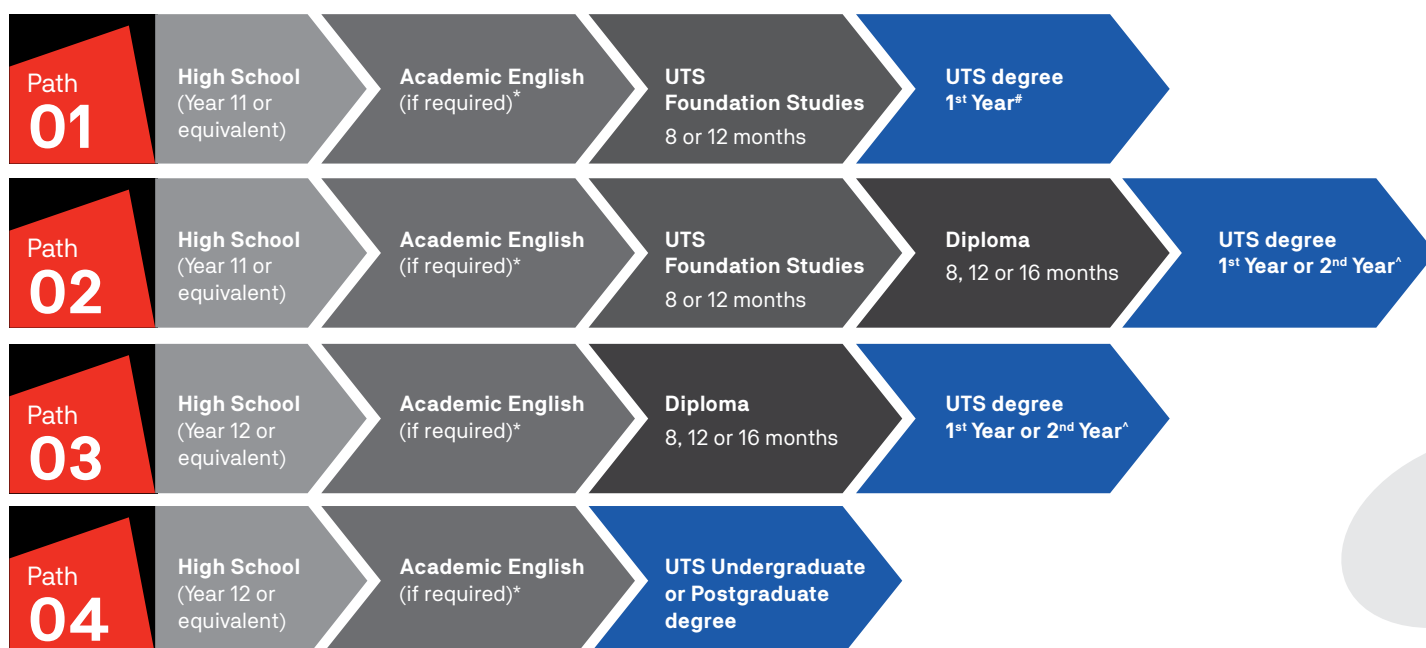 Path
01
High School
(Year 11 or
equivalent)
Academic English
(if required)*
UTS
Foundation Studies
8 or 12 months
UTS degree
1st Year#
Path
02
High School
(Year 11 or
equivalent)
Academic English
(if required)*
UTS
Foundation Studies
8 or 12 months
Diploma
8, 12 or 16 months
UTS degree
1st Year or 2nd Year^
Path
03
High School
(Year 12 or
equivalent)
Academic English
(if required)*
Diploma
8, 12 or 16 months
UTS degree
1st Year or 2nd Year^
Path
04
High School
(Year 12 or
equivalent)
Academic English
(if required)*
UTS Undergraduate
or Postgraduate
degree